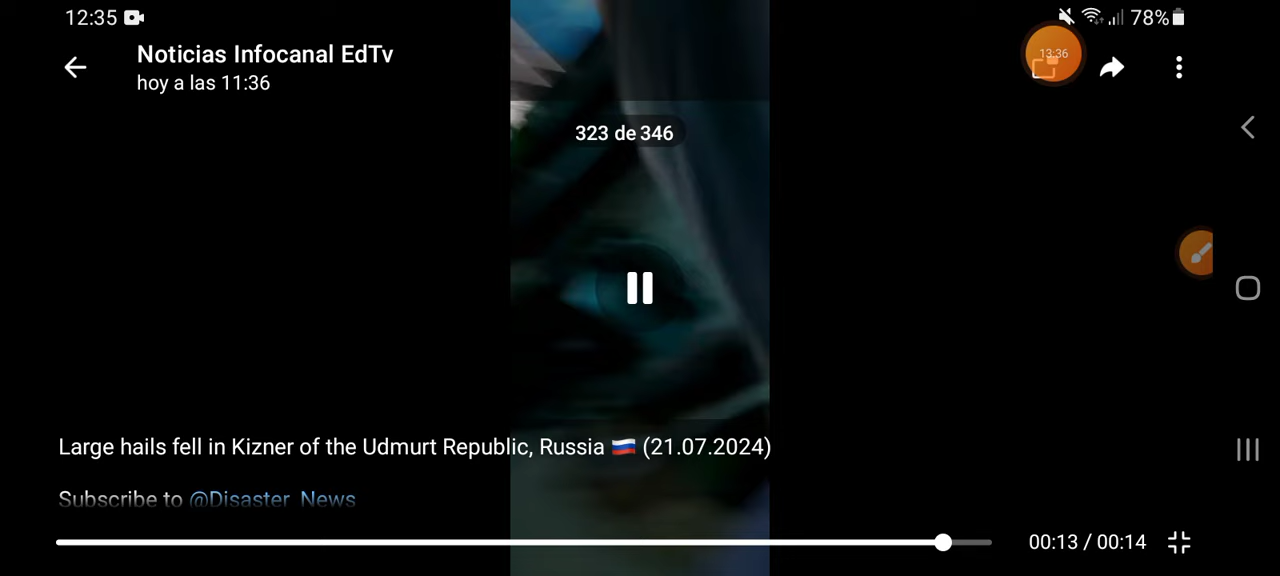 12:35
78%
Noticias Infocanal EdTv
13:36
hoy a las 11:36
323 de 346
Large hails fell in Kizner of the Udmurt Republic, Russia 🇷🇺 (21.07.2024)
Subscribe to @Disaster_News
00:13 / 00:14